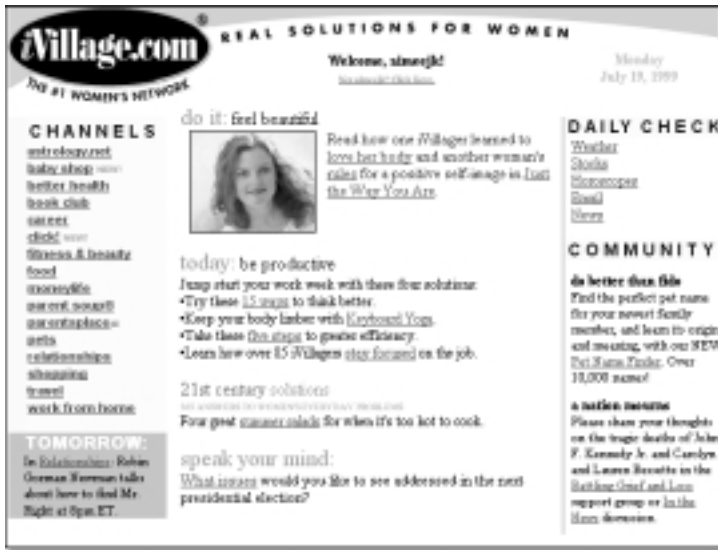 iVillage.com®
REAL SOLUTIONS FOR WOMEN
THE #1 WOMEN'S NETWORK
Welcome, aimeejk!
Monday
July 19, 1999
CHANNELS
astrology.net
baby shop NEW!
better health
book club
career
click! NEW!
fitness & beauty
food
moneylife
parent soup®
parentsplace
pets
relationships
shopping
travel
work from home
TOMORROW:
In Relationships: Robin
Gorman Newman talks
about how to find Mr.
Right at 8pm ET.
do it: feel beautiful
Read how one iVillager learned to
love her body and another woman's
rules for a positive self-image in Just
the Way You Are.
today: be productive
Jump start your work week with these four solutions:
•Try these 15 ways to think better.
•Keep your body limber with Keyboard Yoga.
•Take these five steps to greater efficiency.
•Learn how over 85 iVillagers stay focused on the job.
21st century solutions
Four great summer salads for when it's too hot to cook.
speak your mind:
What issues would you like to see addressed in the next
presidential election?
DAILY CHECK
Weather
Stocks
Horoscopes
Email
News
COMMUNITY
do better than fido
Find the perfect pet name
for your newest family
member, and learn its origin
and meaning, with our NEW
Pet Name Finder. Over
10,000 names!
a nation mourns
Please share your thoughts
on the tragic deaths of John
F. Kennedy Jr. and Carolyn
and Lauren Bessette in the
Battling Grief and Loss
support group or In the
News discussion.